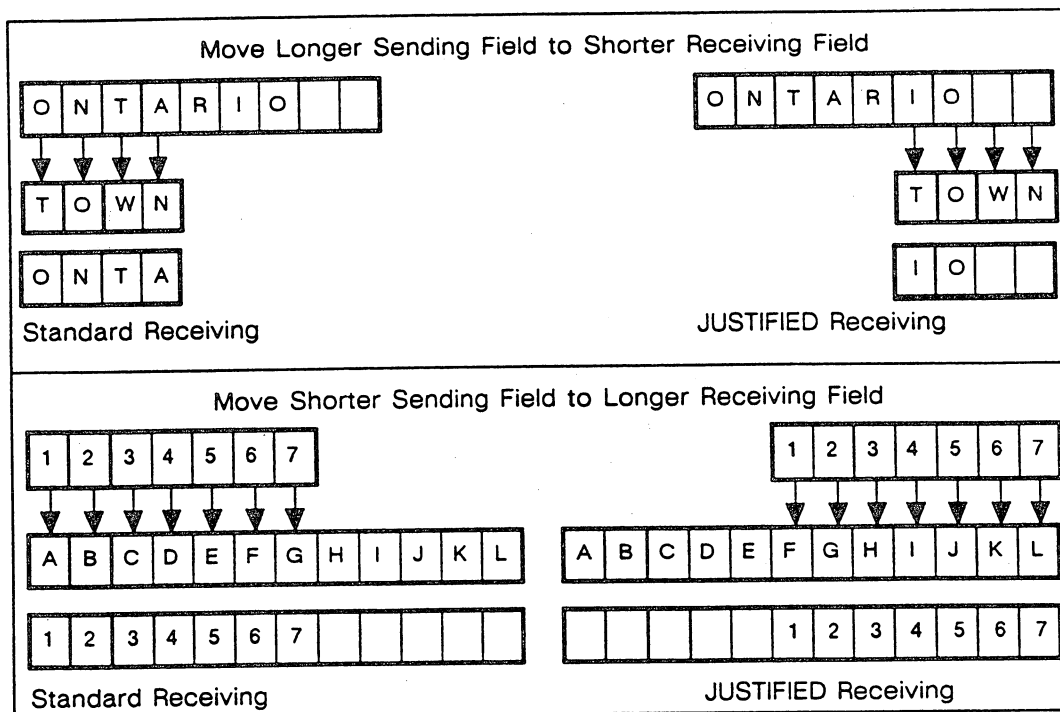 Move Longer Sending Field to Shorter Receiving Field
O N T A R I O
O N T A R I O
T O W N
T O W N
O N T A
I O
Standard Receiving
JUSTIFIED Receiving
Move Shorter Sending Field to Longer Receiving Field
1 2 3 4 5 6 7
1 2 3 4 5 6 7
A B C D E F G H I J K L
A B C D E F G H I J K L
1 2 3 4 5 6 7
1 2 3 4 5 6 7
Standard Receiving
JUSTIFIED Receiving